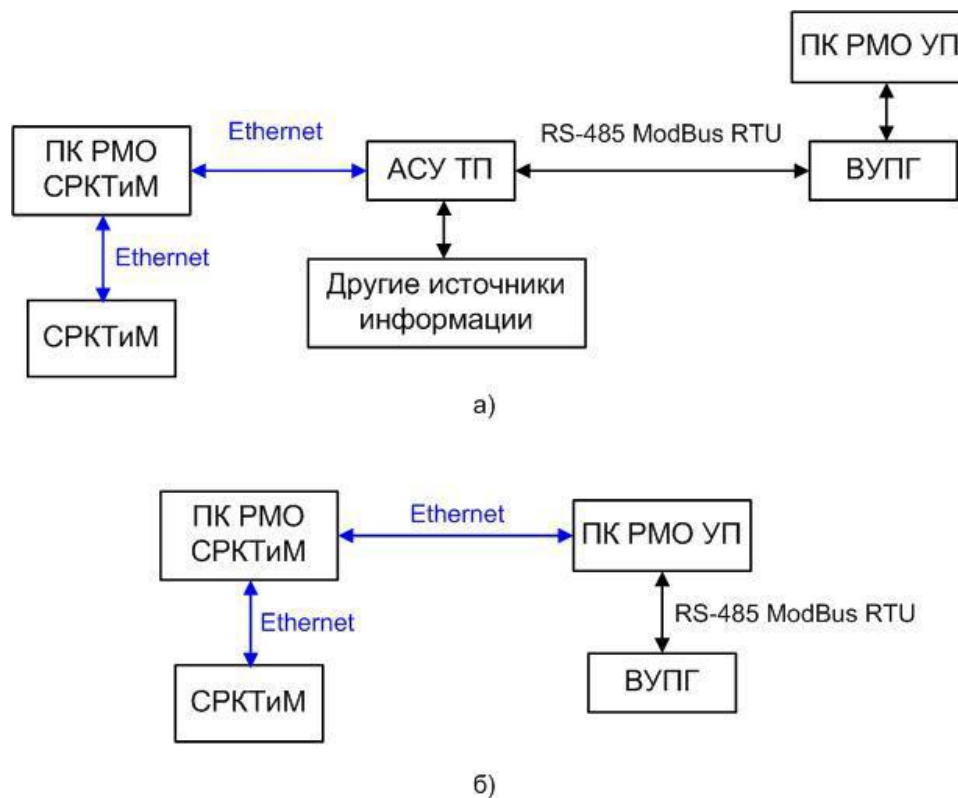 ПК РМО УП
Ethernet
RS-485 ModBus RTU
ПК РМО
СРКТиМ
АСУ ТП
ВУПГ
Ethernet
Другие источники
информации
СРКТиМ
а)
ПК РМО
СРКТиМ
Ethernet
ПК РМО УП
Ethernet
RS-485 ModBus RTU
СРКТиМ
ВУПГ
б)